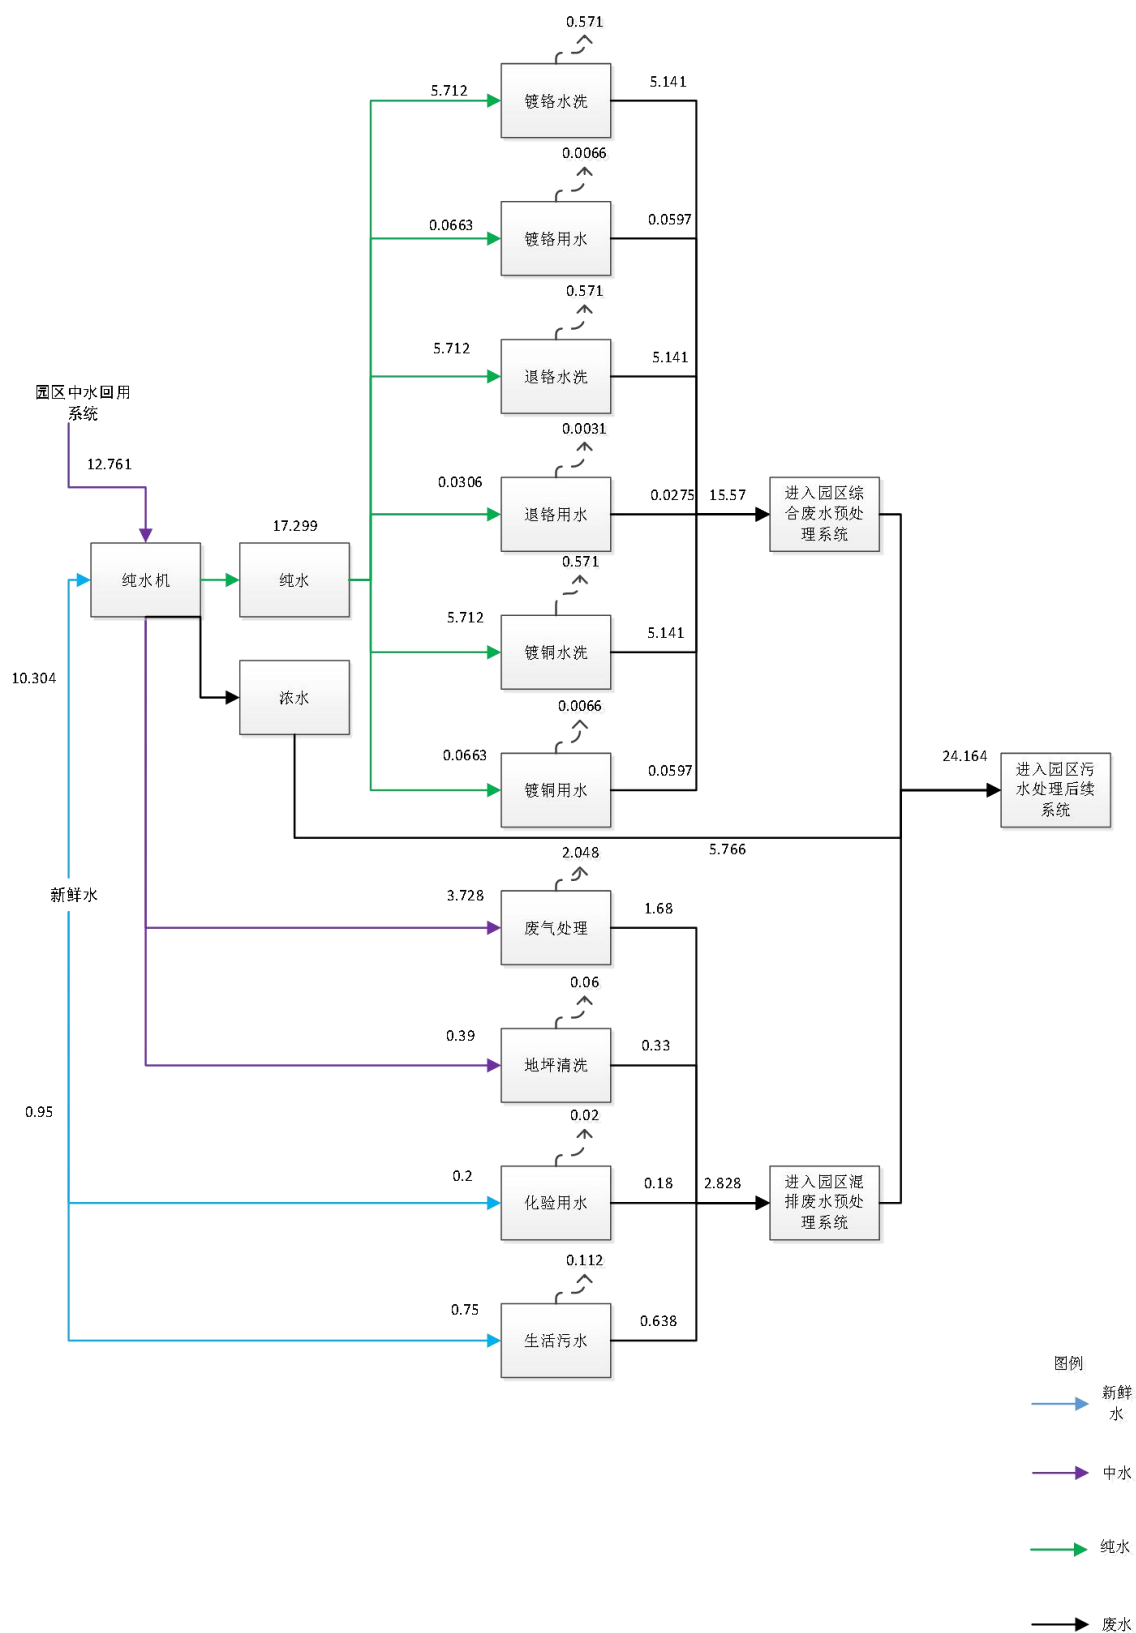 0.571
5.712
镀铬水洗
5.141
0.0066
0.0663
镀铬用水
0.0597
0.571
5.712
退铬水洗
5.141
园区中水回用
系统
12.761
0.0031
0.0306
退铬用水
0.0275
15.57
进入园区综
合废水预处
理系统
17.299
纯水机
纯水
0.571
5.712
镀铜水洗
5.141
10.304
浓水
0.0066
0.0663
镀铜用水
0.0597
24.164
进入园区污
水处理后续
系统
5.766
新鲜水
2.048
3.728
废气处理
1.68
0.06
0.39
地坪清洗
0.33
0.95
0.02
0.2
化验用水
0.18
2.828
进入园区混
排废水预处
理系统
0.112
0.75
生活污水
0.638
图例
新鲜
水
中水
纯水
废水